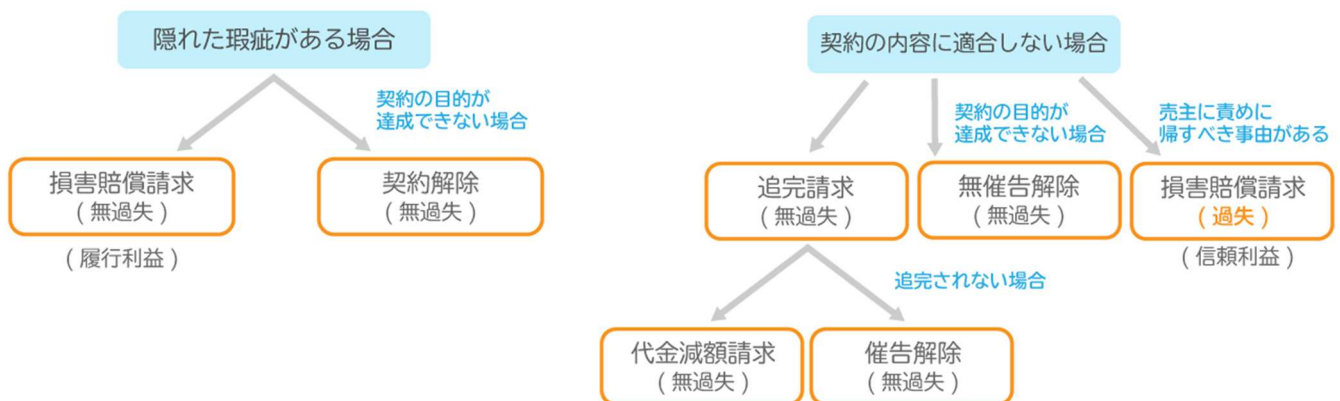 隠れた瑕疵がある場合
契約の目的が
達成できない場合
損害賠償請求
(無過失)
(履行利益)
契約解除
(無過失)
契約の内容に適合しない場合
契約の目的が
達成できない場合
売主に責めに
帰すべき事由がある
追完請求
(無過失)
無催告解除
(無過失)
損害賠償請求
(過失)
(信頼利益)
追完されない場合
代金減額請求
(無過失)
催告解除
(無過失)